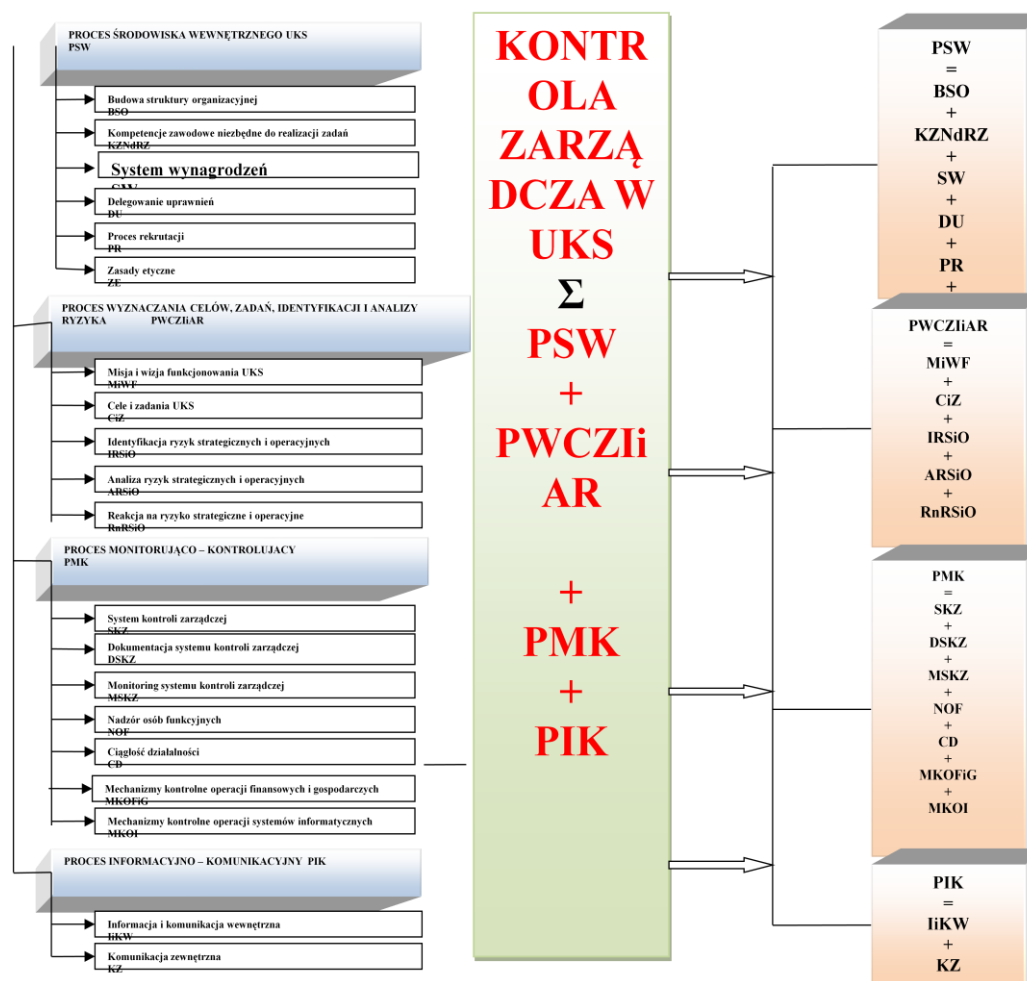 PROCES ŚRODOWISKA WEWNĘTRZNEGO UKS
PSW
Budowa struktury organizacyjnej
BSO
Kompetencje zawodowe niezbędne do realizacji zadań
KZNdRZ
System wynagrodzeń
Delegowanie uprawnień
DU
Proces rekrutacji
PR
Zasady etyczne
ZE
PROCES WYZNACZANIA CELÓW, ZADAŃ, IDENTYFIKACJI I ANALIZY
RYZYKA PWCZIiAR
Misja i wizja funkcjonowania UKS
MiWF
Cele i zadania UKS
CiZ
Identyfikacja ryzyk strategicznych i operacyjnych
IRSiO
Analiza ryzyk strategicznych i operacyjnych
ARSiO
Reakcja na ryzyko strategiczne i operacyjne
RnRSiO
PROCES MONITORUJĄCO – KONTROLUJACY
PMK
System kontroli zarządczej
SKZ
Dokumentacja systemu kontroli zarządczej
DSKZ
Monitoring systemu kontroli zarządczej
MSKZ
Nadzór osób funkcyjnych
NOF
Ciągłość działalności
CD
Mechanizmy kontrolne operacji finansowych i gospodarczych
MKOFiG
Mechanizmy kontrolne operacji systemów informatycznych
MKOI
PROCES INFORMACYJNO – KOMUNIKACYJNY PIK
Informacja i komunikacja wewnętrzna
IiKW
Komunikacja zewnętrzna
KZ
KONTR
OLA
ZARZĄ
DCZA W
UKS
Σ
PSW
+
PWCZIi
AR
+
PMK
+
PIK
PSW
=
BSO
+
KZNdRZ
+
SW
+
DU
+
PR
+
PWCZIiAR
=
MiWF
+
CiZ
+
IRSiO
+
ARSiO
+
RnRSiO
PMK
=
SKZ
+
DSKZ
+
MSKZ
+
NOF
+
CD
+
MKOFiG
+
MKOI
PIK
=
IiKW
+
KZ